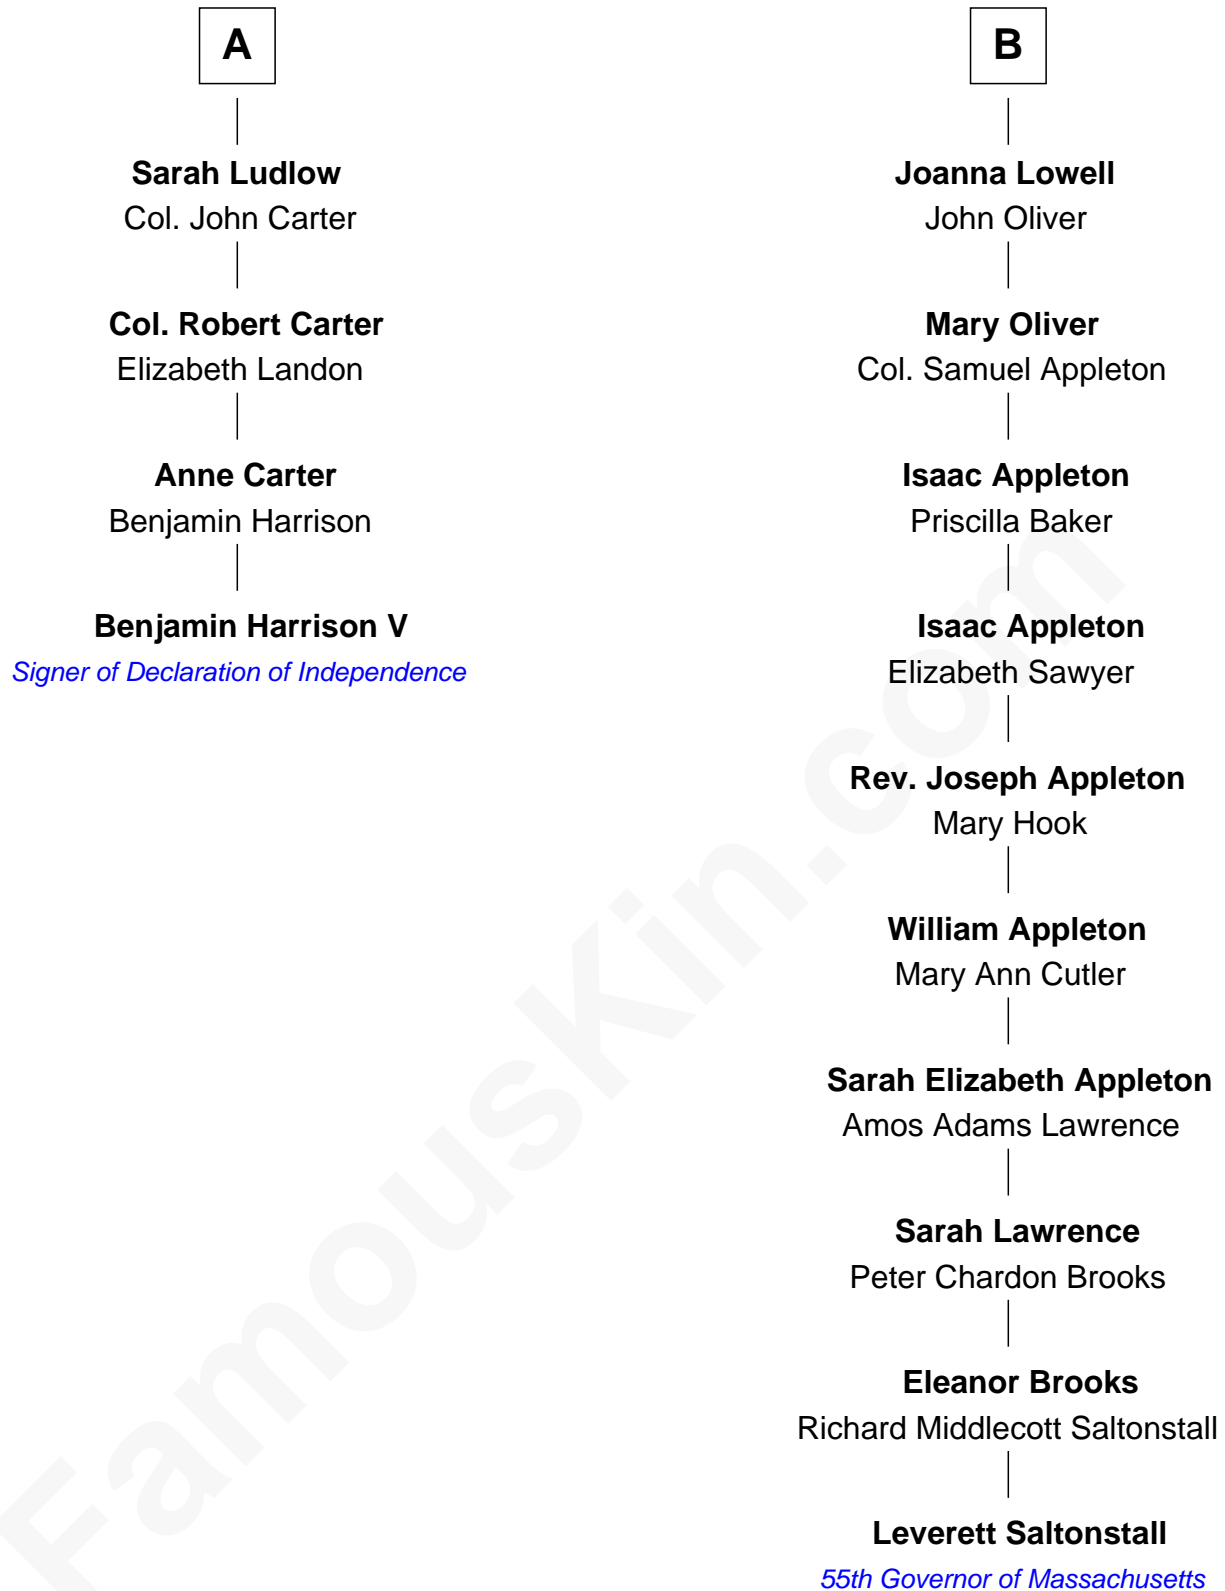 A
Sarah Ludlow
Col. John Carter
Col. Robert Carter
Elizabeth Landon
Anne Carter
Benjamin Harrison
Benjamin Harrison V
Signer of Declaration of Independence
B
Joanna Lowell
John Oliver
Mary Oliver
Col. Samuel Appleton
Isaac Appleton
Priscilla Baker
Isaac Appleton
Elizabeth Sawyer
Rev. Joseph Appleton
Mary Hook
William Appleton
Mary Ann Cutler
Sarah Elizabeth Appleton
Amos Adams Lawrence
Sarah Lawrence
Peter Chardon Brooks
Eleanor Brooks
Richard Middlecott Saltonstall
Leverett Saltonstall
55th Governor of Massachusetts
FamousKin.com